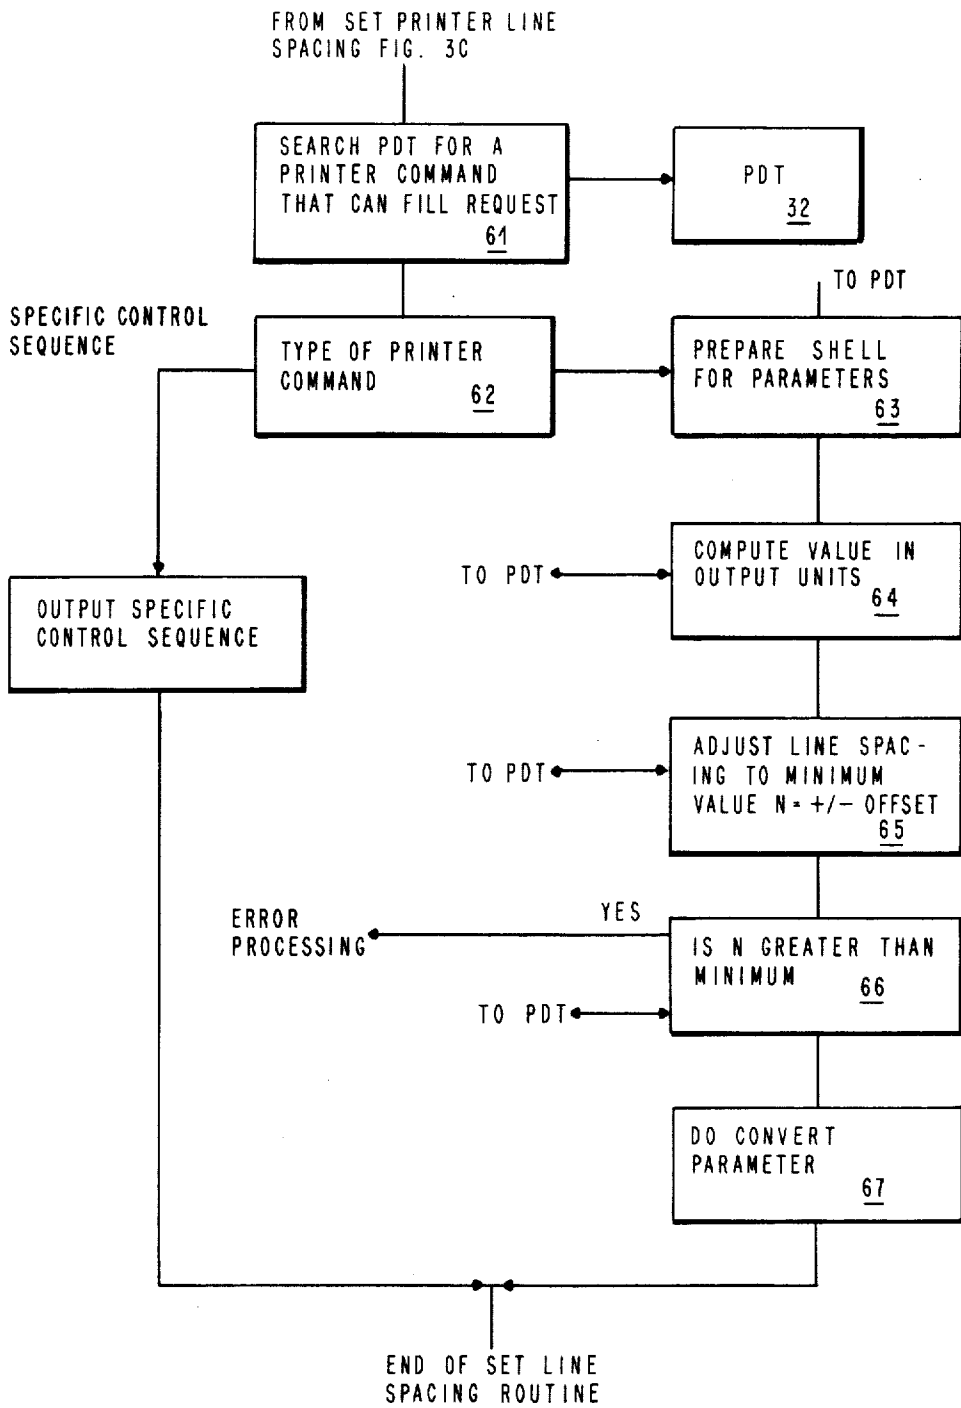 FROM SET PRINTER LINE
SPACING FIG. 3C
SEARCH PDT FOR A
PRINTER COMMAND
THAT CAN FILL REQUEST
61
PDT
32
TO PDT
SPECIFIC CONTROL
SEQUENCE
TYPE OF PRINTER
COMMAND
62
PREPARE SHELL
FOR PARAMETERS
63
COMPUTE VALUE IN
OUTPUT UNITS
64
TO PDT
OUTPUT SPECIFIC
CONTROL SEQUENCE
ADJUST LINE SPAC-
ING TO MINIMUM
VALUE N= +/- OFFSET
65
TO PDT
YES
ERROR
PROCESSING
IS N GREATER THAN
MINIMUM
66
TO PDT
DO CONVERT
PARAMETER
67
END OF SET LINE
SPACING ROUTINE